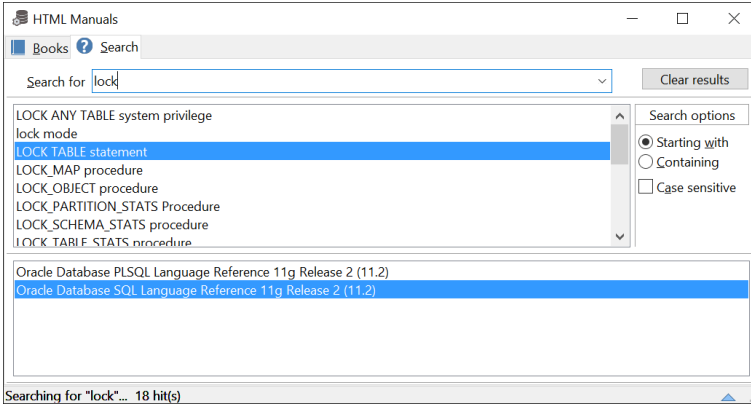 HTML Manuals
Books Search
Search for lock Clear results
LOCK ANY TABLE system privilege
lock mode
LOCK TABLE statement
LOCK_MAP procedure
LOCK_OBJECT procedure
LOCK_PARTITION_STATS Procedure
LOCK_SCHEMA_STATS procedure
LOCK_TABLE_STATS procedure
Search options
Starting with
Containing
Case sensitive
Oracle Database PLSQL Language Reference 11g Release 2 (11.2)
Oracle Database SQL Language Reference 11g Release 2 (11.2)
Searching for "lock"... 18 hit(s)